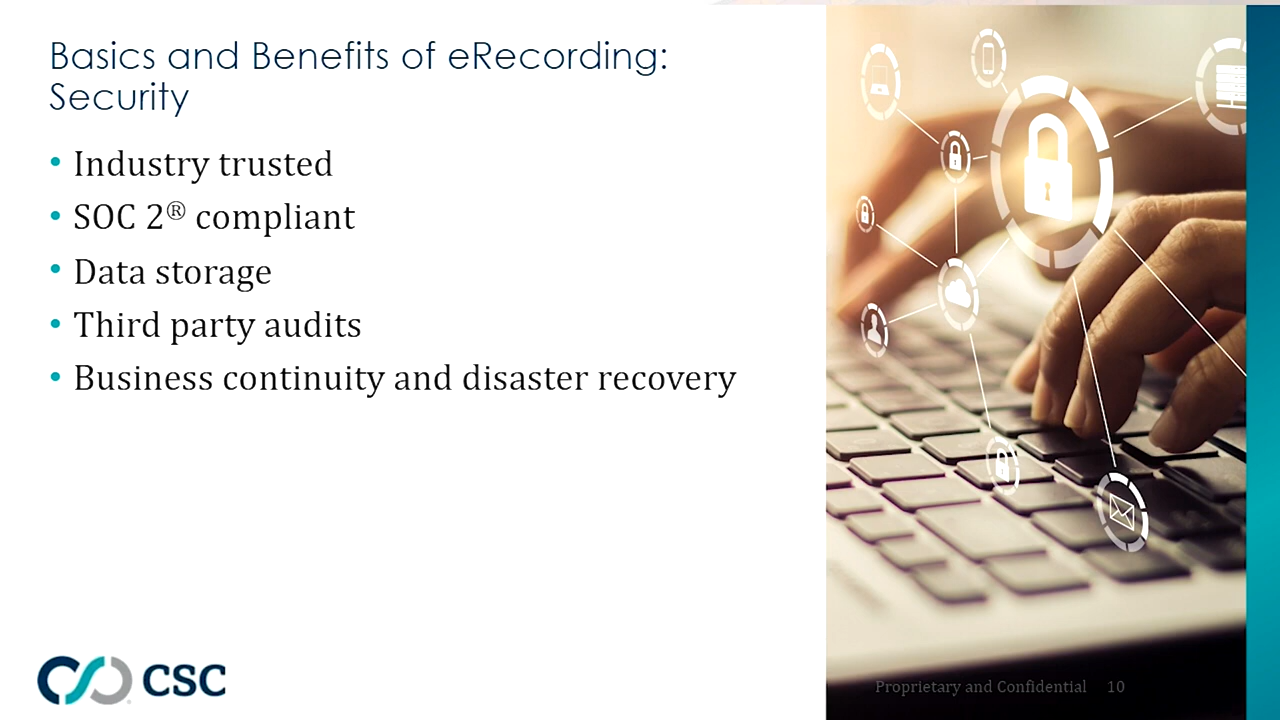 Basics and Benefits of eRecording:
Security
• Industry trusted
• SOC 2® compliant
• Data storage
• Third party audits
• Business continuity and disaster recovery
CSC
Proprietary and Confidential 10